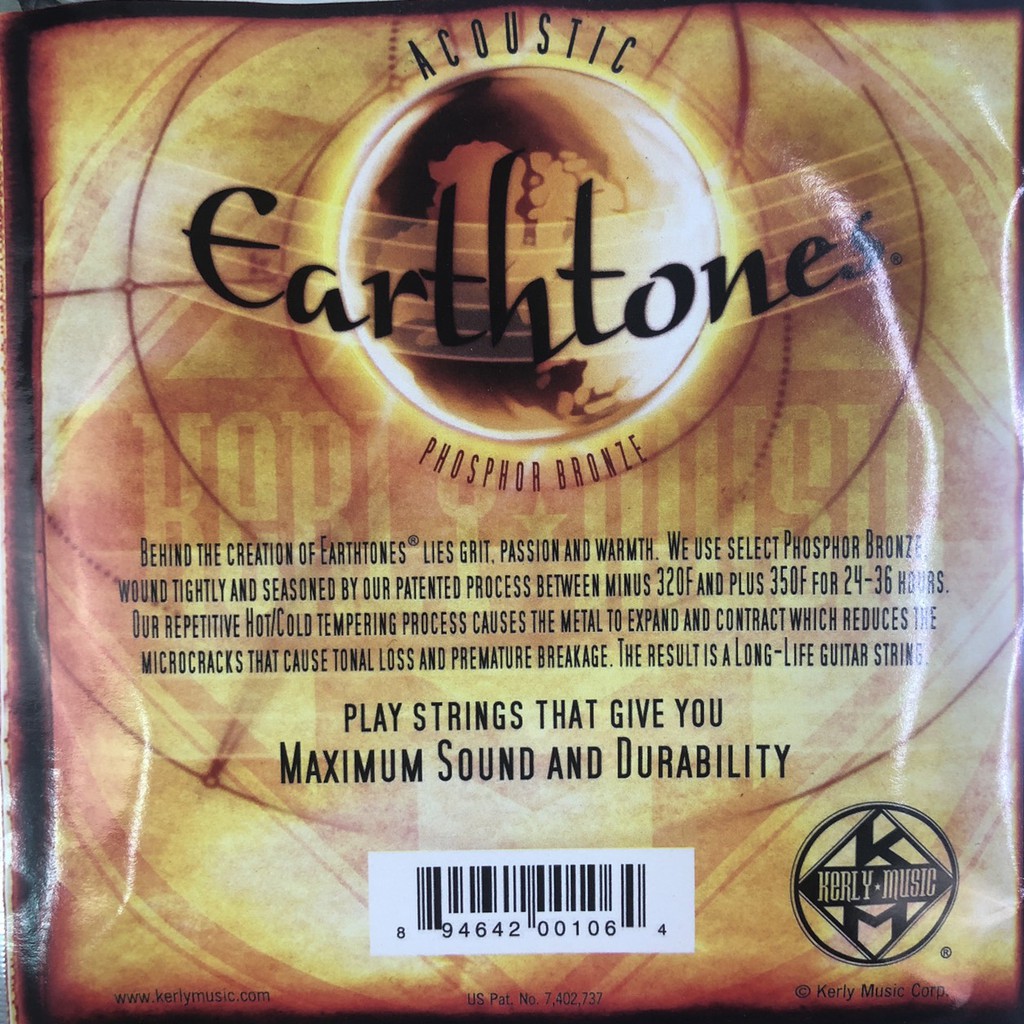 ACOUSTIC
Earthtones®
PHOSPHOR BRONZE
KERLY★MUSIC
BEHIND THE CREATION OF EARTHTONES® LIES GRIT, PASSION AND WARMTH. WE USE SELECT PHOSPHOR BRONZE
WOUND TIGHTLY AND SEASONED BY OUR PATENTED PROCESS BETWEEN MINUS 320F AND PLUS 350F FOR 24-36 HOURS.
OUR REPETITIVE HOT/COLD TEMPERING PROCESS CAUSES THE METAL TO EXPAND AND CONTRACT WHICH REDUCES THE
MICROCRACKS THAT CAUSE TONAL LOSS AND PREMATURE BREAKAGE. THE RESULT IS A LONG-LIFE GUITAR STRING.
PLAY STRINGS THAT GIVE YOU
MAXIMUM SOUND AND DURABILITY
8 94642 00106 4
K
KERLY★MUSIC
M
®
www.kerlymusic.com
US Pat. No. 7,402,737
© Kerly Music Corp.